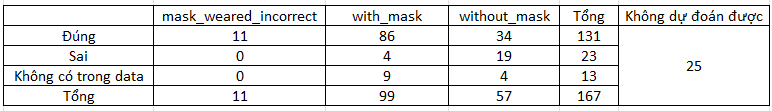 mask_weared_incorrect with_mask without_mask Tổng Không dự đoán được
Đúng 11 86 34 131
Sai 0 4 19 23
25
Không có trong data 0 9 4 13
Tổng 11 99 57 167